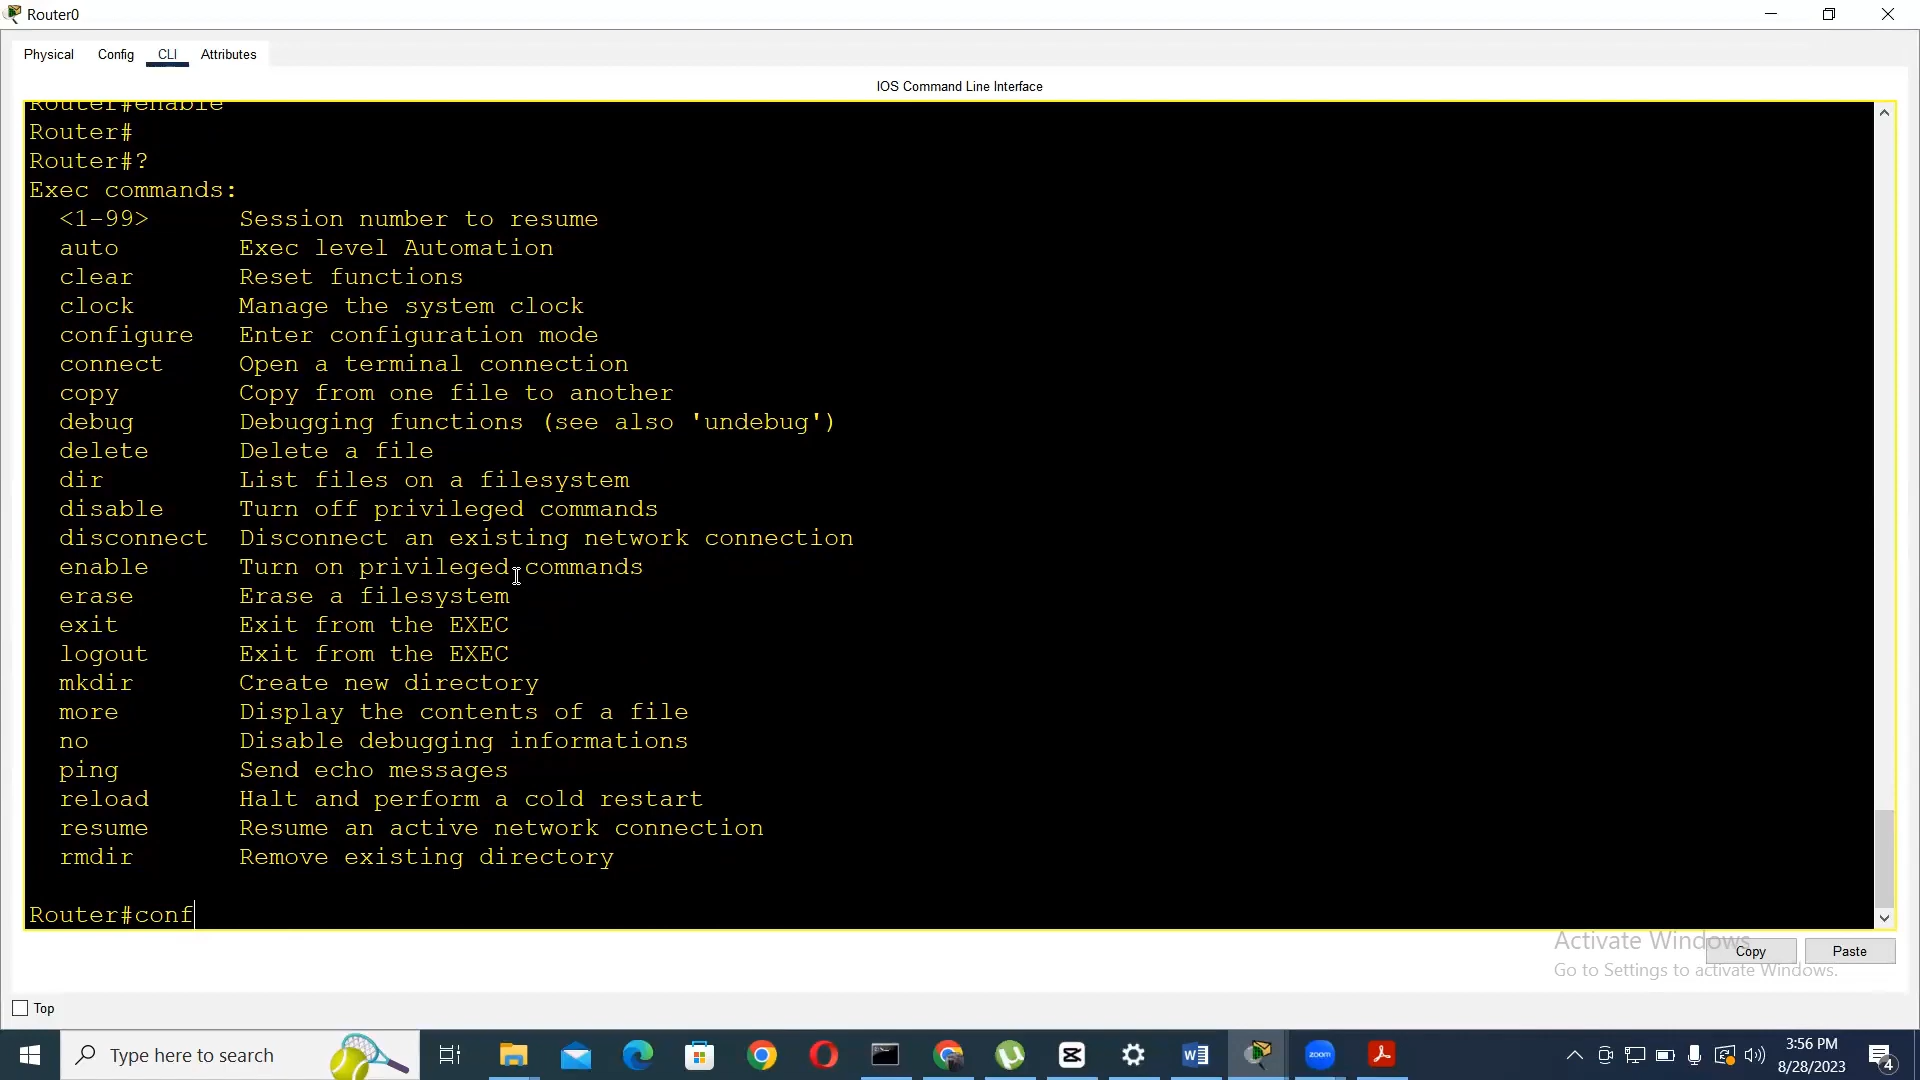 Router0
Physical Config CLI Attributes
IOS Command Line Interface
Router#enable
Router#
Router#?
Exec commands:
<1-99> Session number to resume
auto Exec level Automation
clear Reset functions
clock Manage the system clock
configure Enter configuration mode
connect Open a terminal connection
copy Copy from one file to another
debug Debugging functions (see also 'undebug')
delete Delete a file
dir List files on a filesystem
disable Turn off privileged commands
disconnect Disconnect an existing network connection
enable Turn on privileged commands
erase Erase a filesystem
exit Exit from the EXEC
logout Exit from the EXEC
mkdir Create new directory
more Display the contents of a file
no Disable debugging informations
ping Send echo messages
reload Halt and perform a cold restart
resume Resume an active network connection
rmdir Remove existing directory
Router#conf
Activate Windows
Go to Settings to activate Windows.
Copy Paste
Top
Type here to search
zoom
3:56 PM
8/28/2023
4